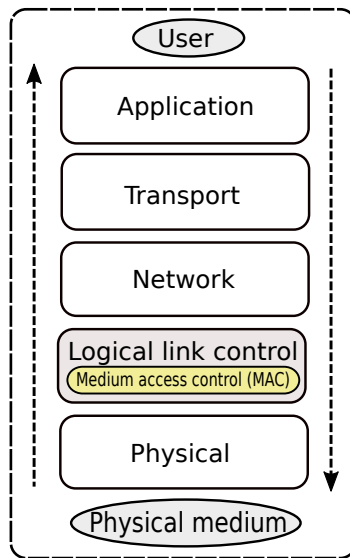 User
Application
Transport
Network
Logical link control
Medium access control (MAC)
Physical
Physical medium